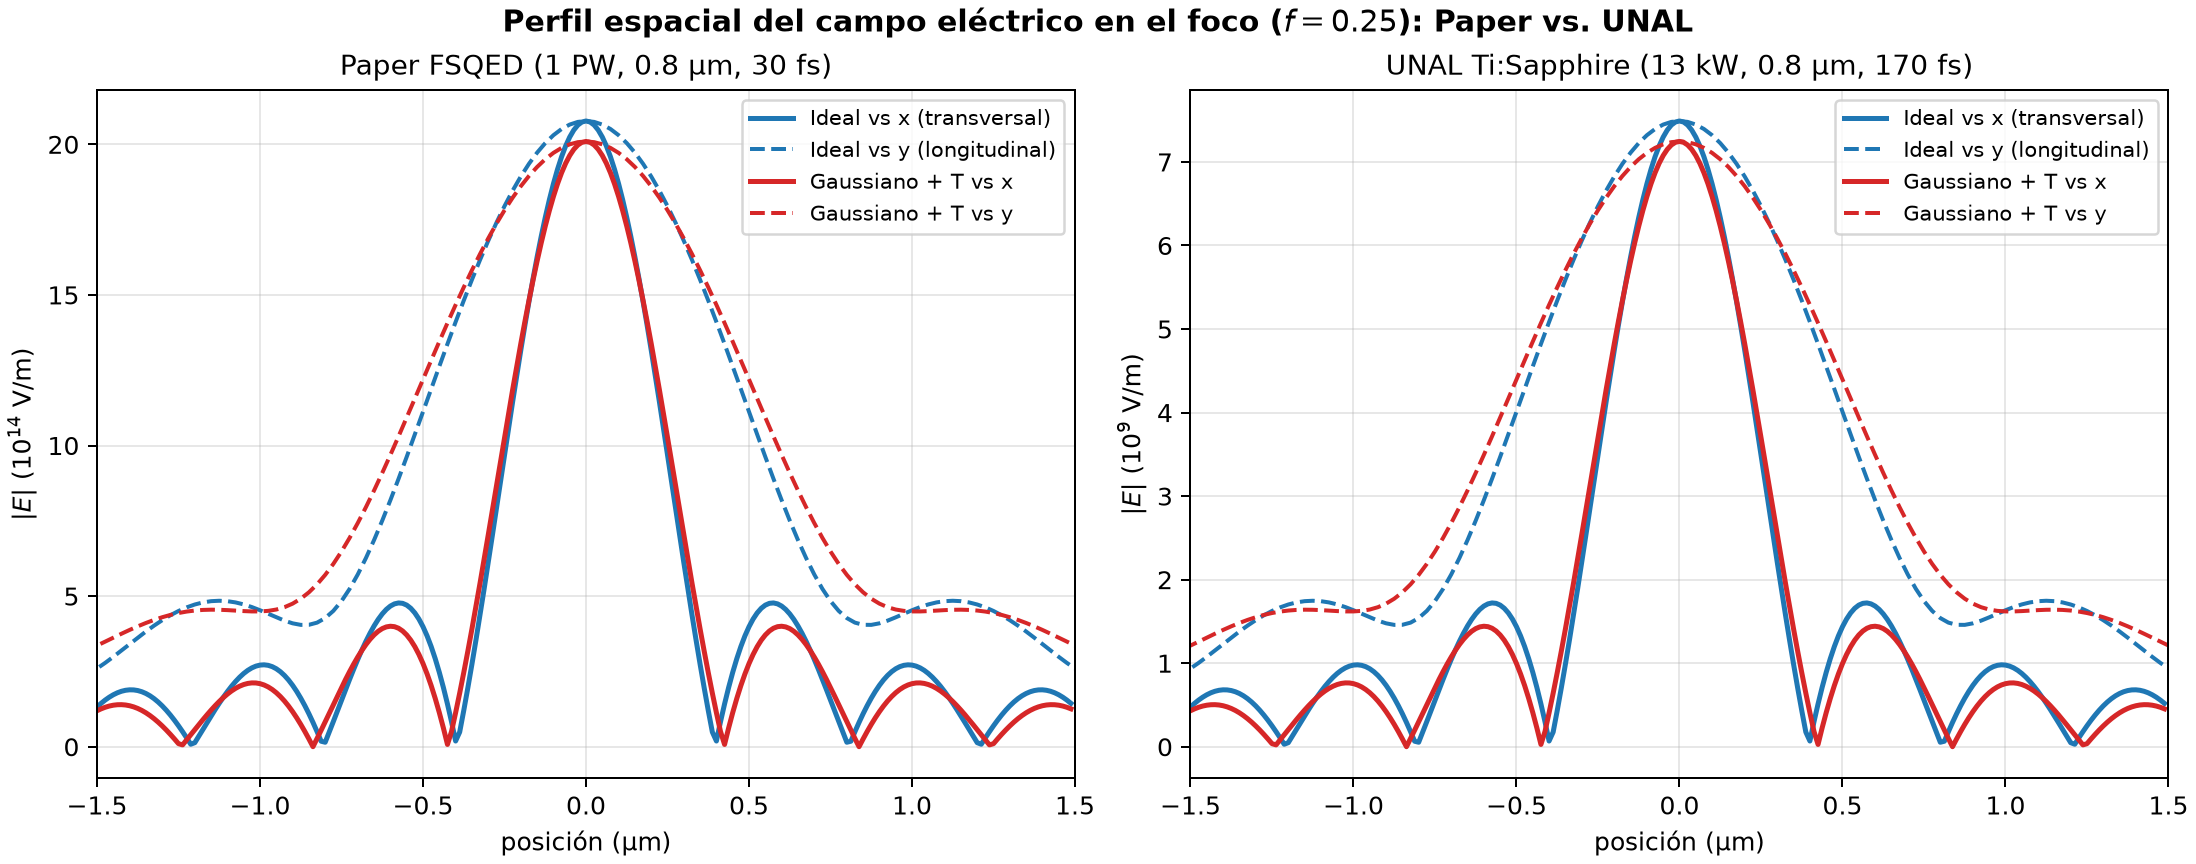 Perfil espacial del campo eléctrico en el foco (f = 0.25): Paper vs. UNAL
Paper FSQED (1 PW, 0.8 µm, 30 fs)
|E| (10¹⁴ V/m)
20
15
10
5
0
−1.5 −1.0 −0.5 0.0 0.5 1.0 1.5
posición (µm)
Ideal vs x (transversal)
Ideal vs y (longitudinal)
Gaussiano + T vs x
Gaussiano + T vs y
UNAL Ti:Sapphire (13 kW, 0.8 µm, 170 fs)
|E| (10⁹ V/m)
7
6
5
4
3
2
1
0
−1.5 −1.0 −0.5 0.0 0.5 1.0 1.5
posición (µm)
Ideal vs x (transversal)
Ideal vs y (longitudinal)
Gaussiano + T vs x
Gaussiano + T vs y